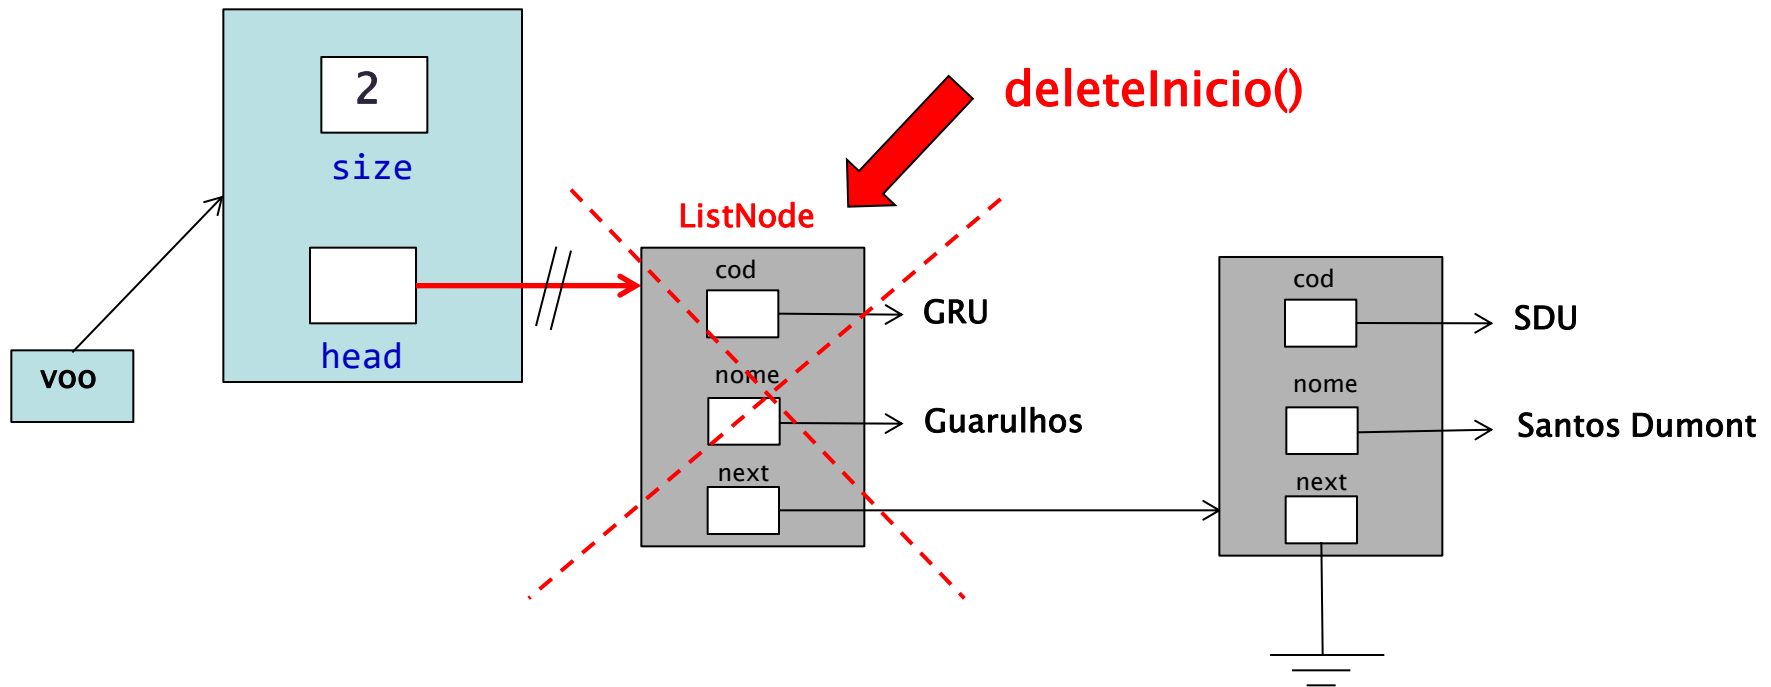 2
size
head
voo
deleteInicio()
ListNode
cod
GRU
nome
Guarulhos
next
cod
SDU
nome
Santos Dumont
next